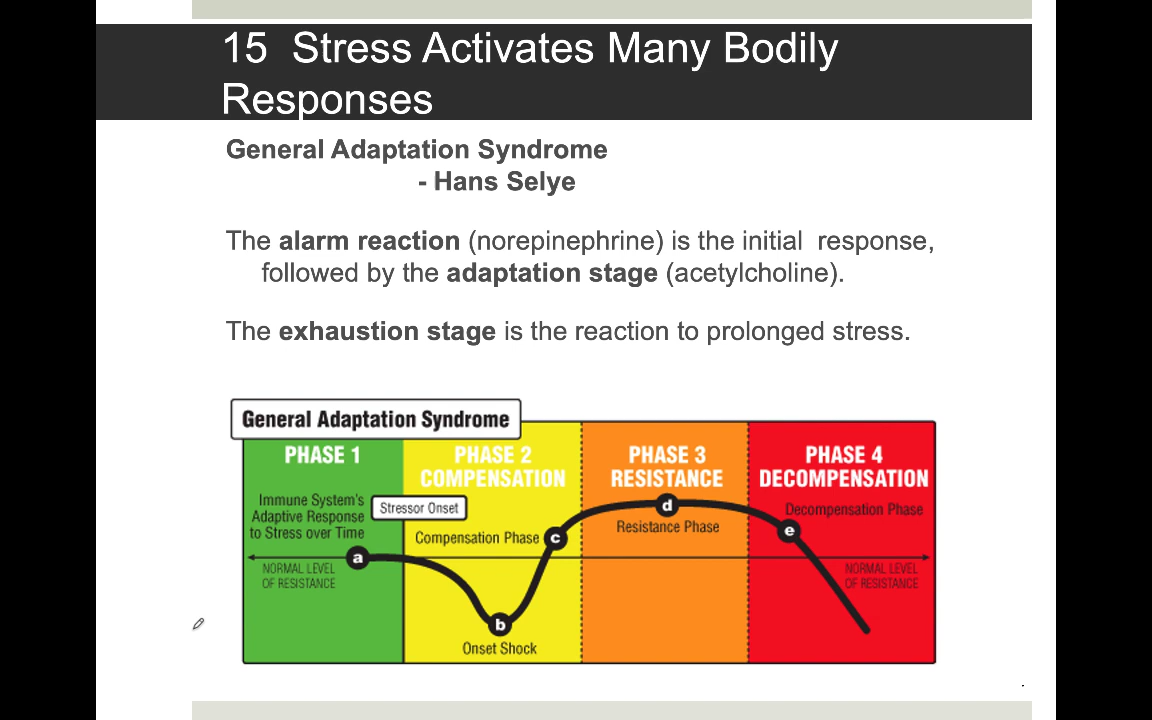 15  Stress Activates Many Bodily
Responses
General Adaptation Syndrome
- Hans Selye
The alarm reaction (norepinephrine) is the initial  response,
followed by the adaptation stage (acetylcholine).
The exhaustion stage is the reaction to prolonged stress.
General Adaptation Syndrome
PHASE 1
Immune System's
Adaptive Response
to Stress over Time
a
NORMAL LEVEL
OF RESISTANCE
PHASE 2
COMPENSATION
Stressor Onset
Compensation Phase
c
b
Onset Shock
PHASE 3
RESISTANCE
d
Resistance Phase
PHASE 4
DECOMPENSATION
Decompensation Phase
e
NORMAL LEVEL
OF RESISTANCE